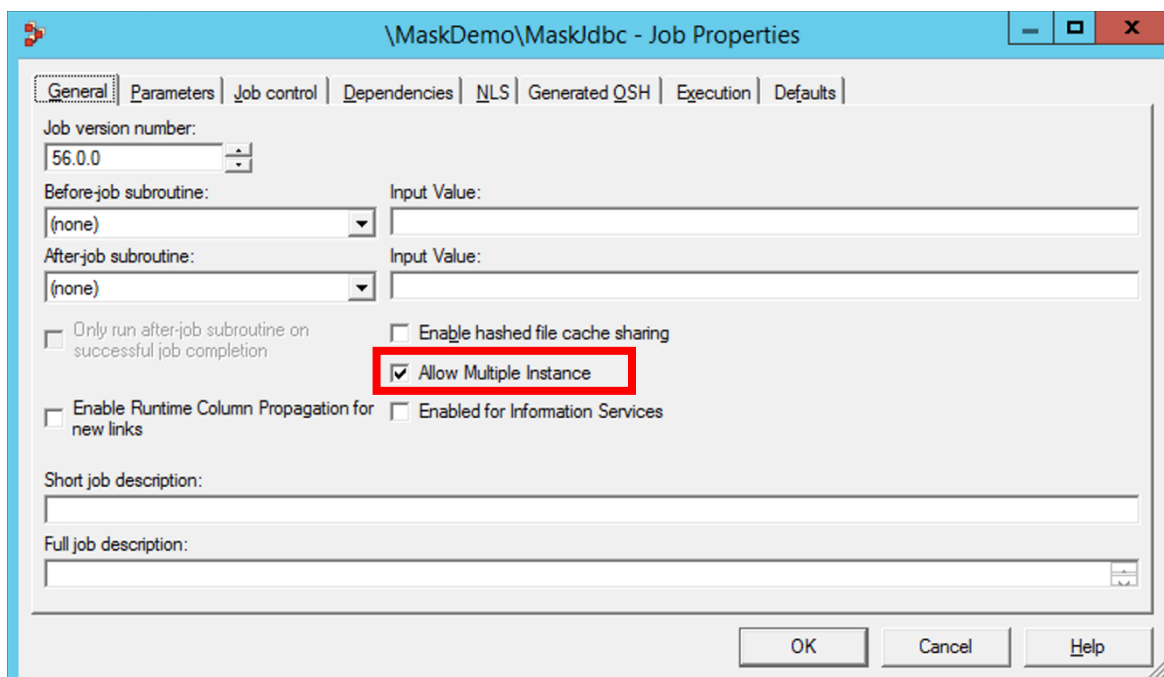 \MaskDemo\MaskJdbc - Job Properties
General Parameters Job control Dependencies NLS Generated OSH Execution Defaults
Job version number:
56.0.0
Before-job subroutine: Input Value:
(none)
After-job subroutine: Input Value:
(none)
Only run after-job subroutine on
successful job completion
Enable hashed file cache sharing
Allow Multiple Instance
Enable Runtime Column Propagation for
new links
Enabled for Information Services
Short job description:
Full job description:
OK Cancel Help